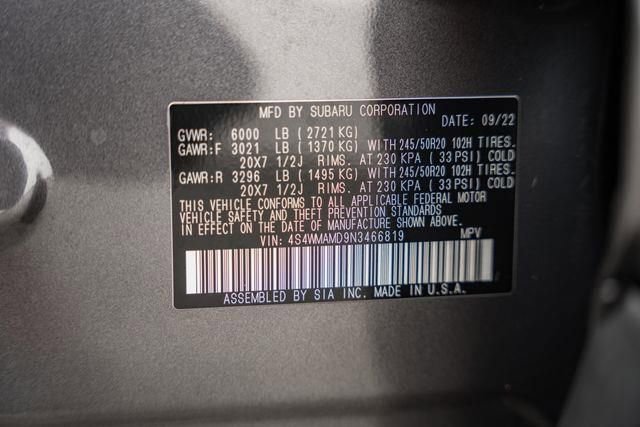 MFD BY SUBARU CORPORATION
DATE: 09/22
GVWR: 6000 LB (2721 KG)
GAWR:F 3021 LB (1370 KG) WITH 245/50R20 102H TIRES,
20X7 1/2J RIMS. AT 230 KPA (33 PSI) COLD
GAWR:R 3296 LB (1495 KG) WITH 245/50R20 102H TIRES,
20X7 1/2J RIMS. AT 230 KPA (33 PSI) COLD
THIS VEHICLE CONFORMS TO ALL APPLICABLE FEDERAL MOTOR
VEHICLE SAFETY AND THEFT PREVENTION STANDARDS
IN EFFECT ON THE DATE OF MANUFACTURE SHOWN ABOVE.
VIN: 4S4WMAMD9N3466819 MPV
ASSEMBLED BY SIA INC. MADE IN U.S.A.